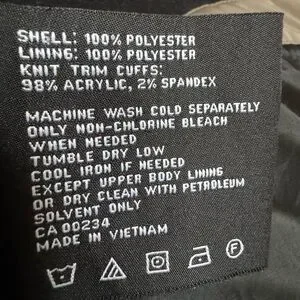 SHELL: 100% POLYESTER
LINING: 100% POLYESTER
KNIT TRIM CUFFS:
98% ACRYLIC, 2% SPANDEX
MACHINE WASH COLD SEPARATELY
ONLY NON-CHLORINE BLEACH
WHEN NEEDED
TUMBLE DRY LOW
COOL IRON IF NEEDED
EXCEPT UPPER BODY LINING
OR DRY CLEAN WITH PETROLEUM
SOLVENT ONLY
CA 00234
MADE IN VIETNAM
F